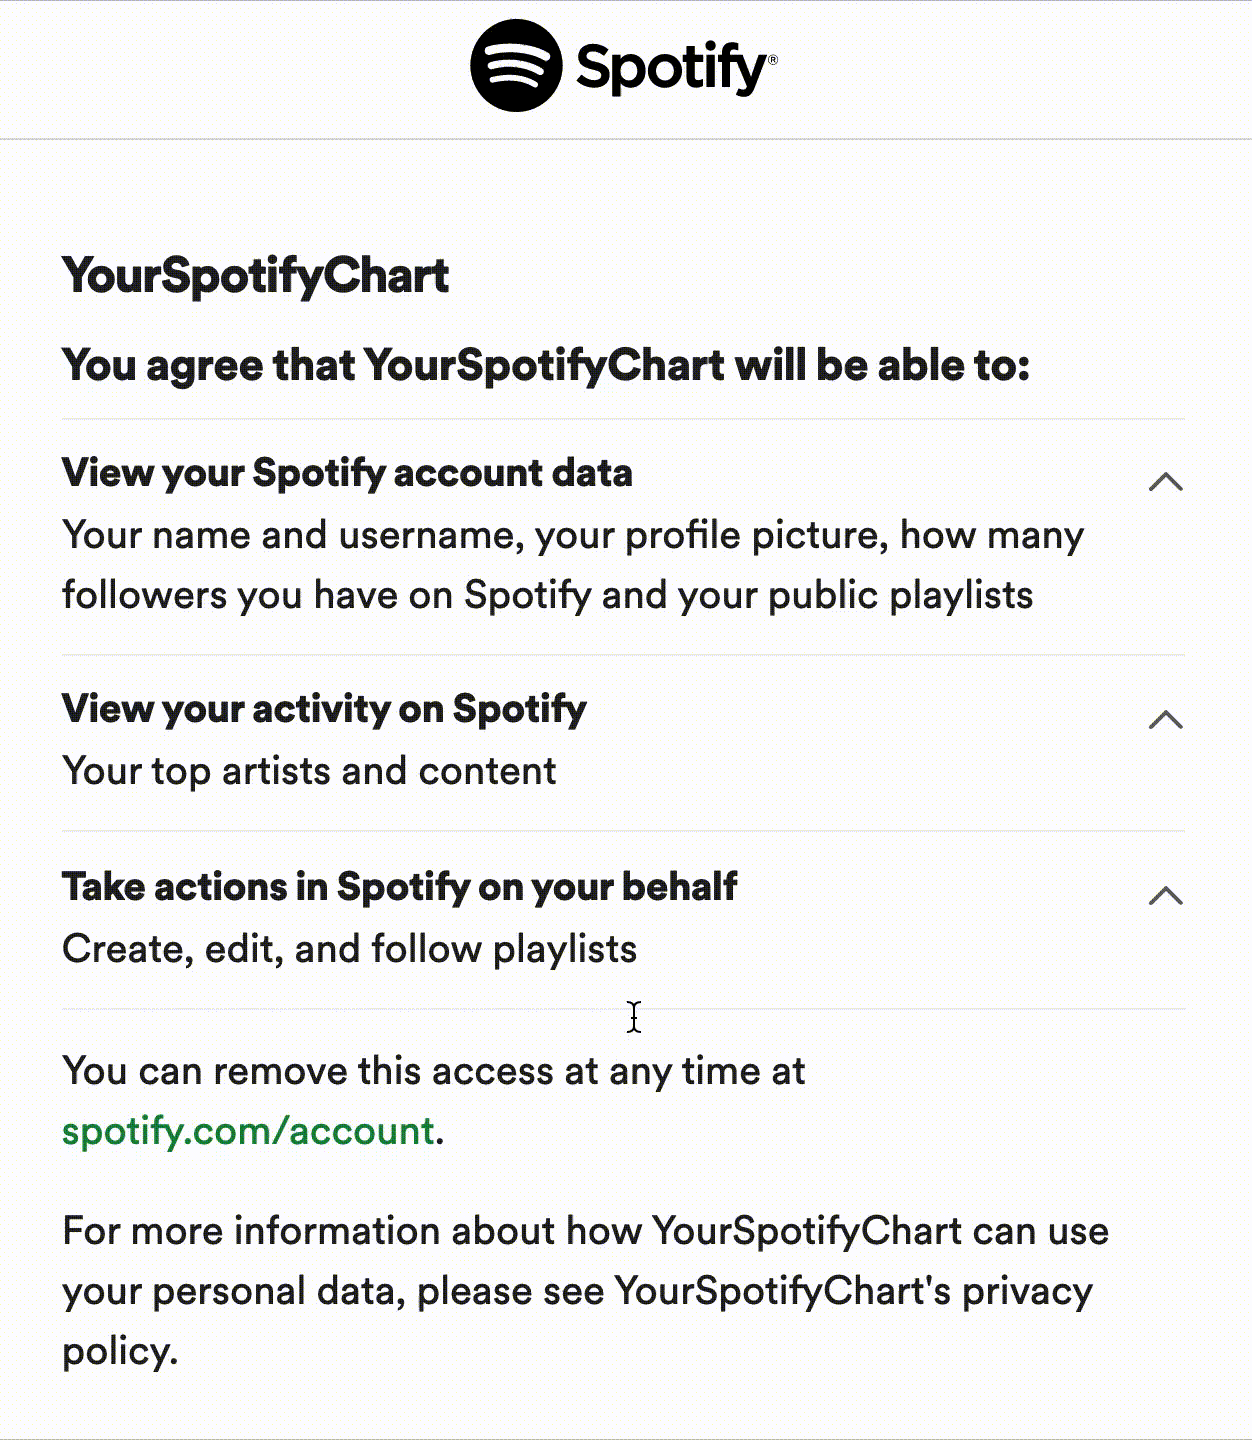 Spotify®
YourSpotifyChart
You agree that YourSpotifyChart will be able to:
View your Spotify account data
Your name and username, your profile picture, how many
followers you have on Spotify and your public playlists
View your activity on Spotify
Your top artists and content
Take actions in Spotify on your behalf
Create, edit, and follow playlists
You can remove this access at any time at
spotify.com/account.
For more information about how YourSpotifyChart can use
your personal data, please see YourSpotifyChart's privacy
policy.